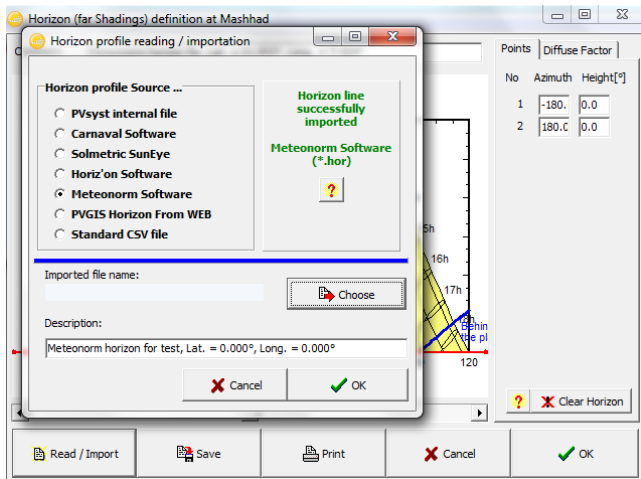 Horizon (far Shadings) definition at Mashhad
Horizon profile reading / importation
Horizon profile Source ...
PVsyst internal file
Carnaval Software
Solmetric SunEye
Horiz'on Software
Meteonorm Software
PVGIS Horizon From WEB
Standard CSV file
Horizon line
successfully
imported
Meteonorm Software
(*.hor)
?
Imported file name:
Choose
Description:
Meteonorm horizon for test, Lat. = 0.000°, Long. = 0.000°
Cancel
OK
Points
Diffuse Factor
No Azimuth Height[°]
1 -180. 0.0
2 180.0 0.0
5h
16h
17h
18h
Behin
the pl
120
?
Clear Horizon
Read / Import
Save
Print
Cancel
OK